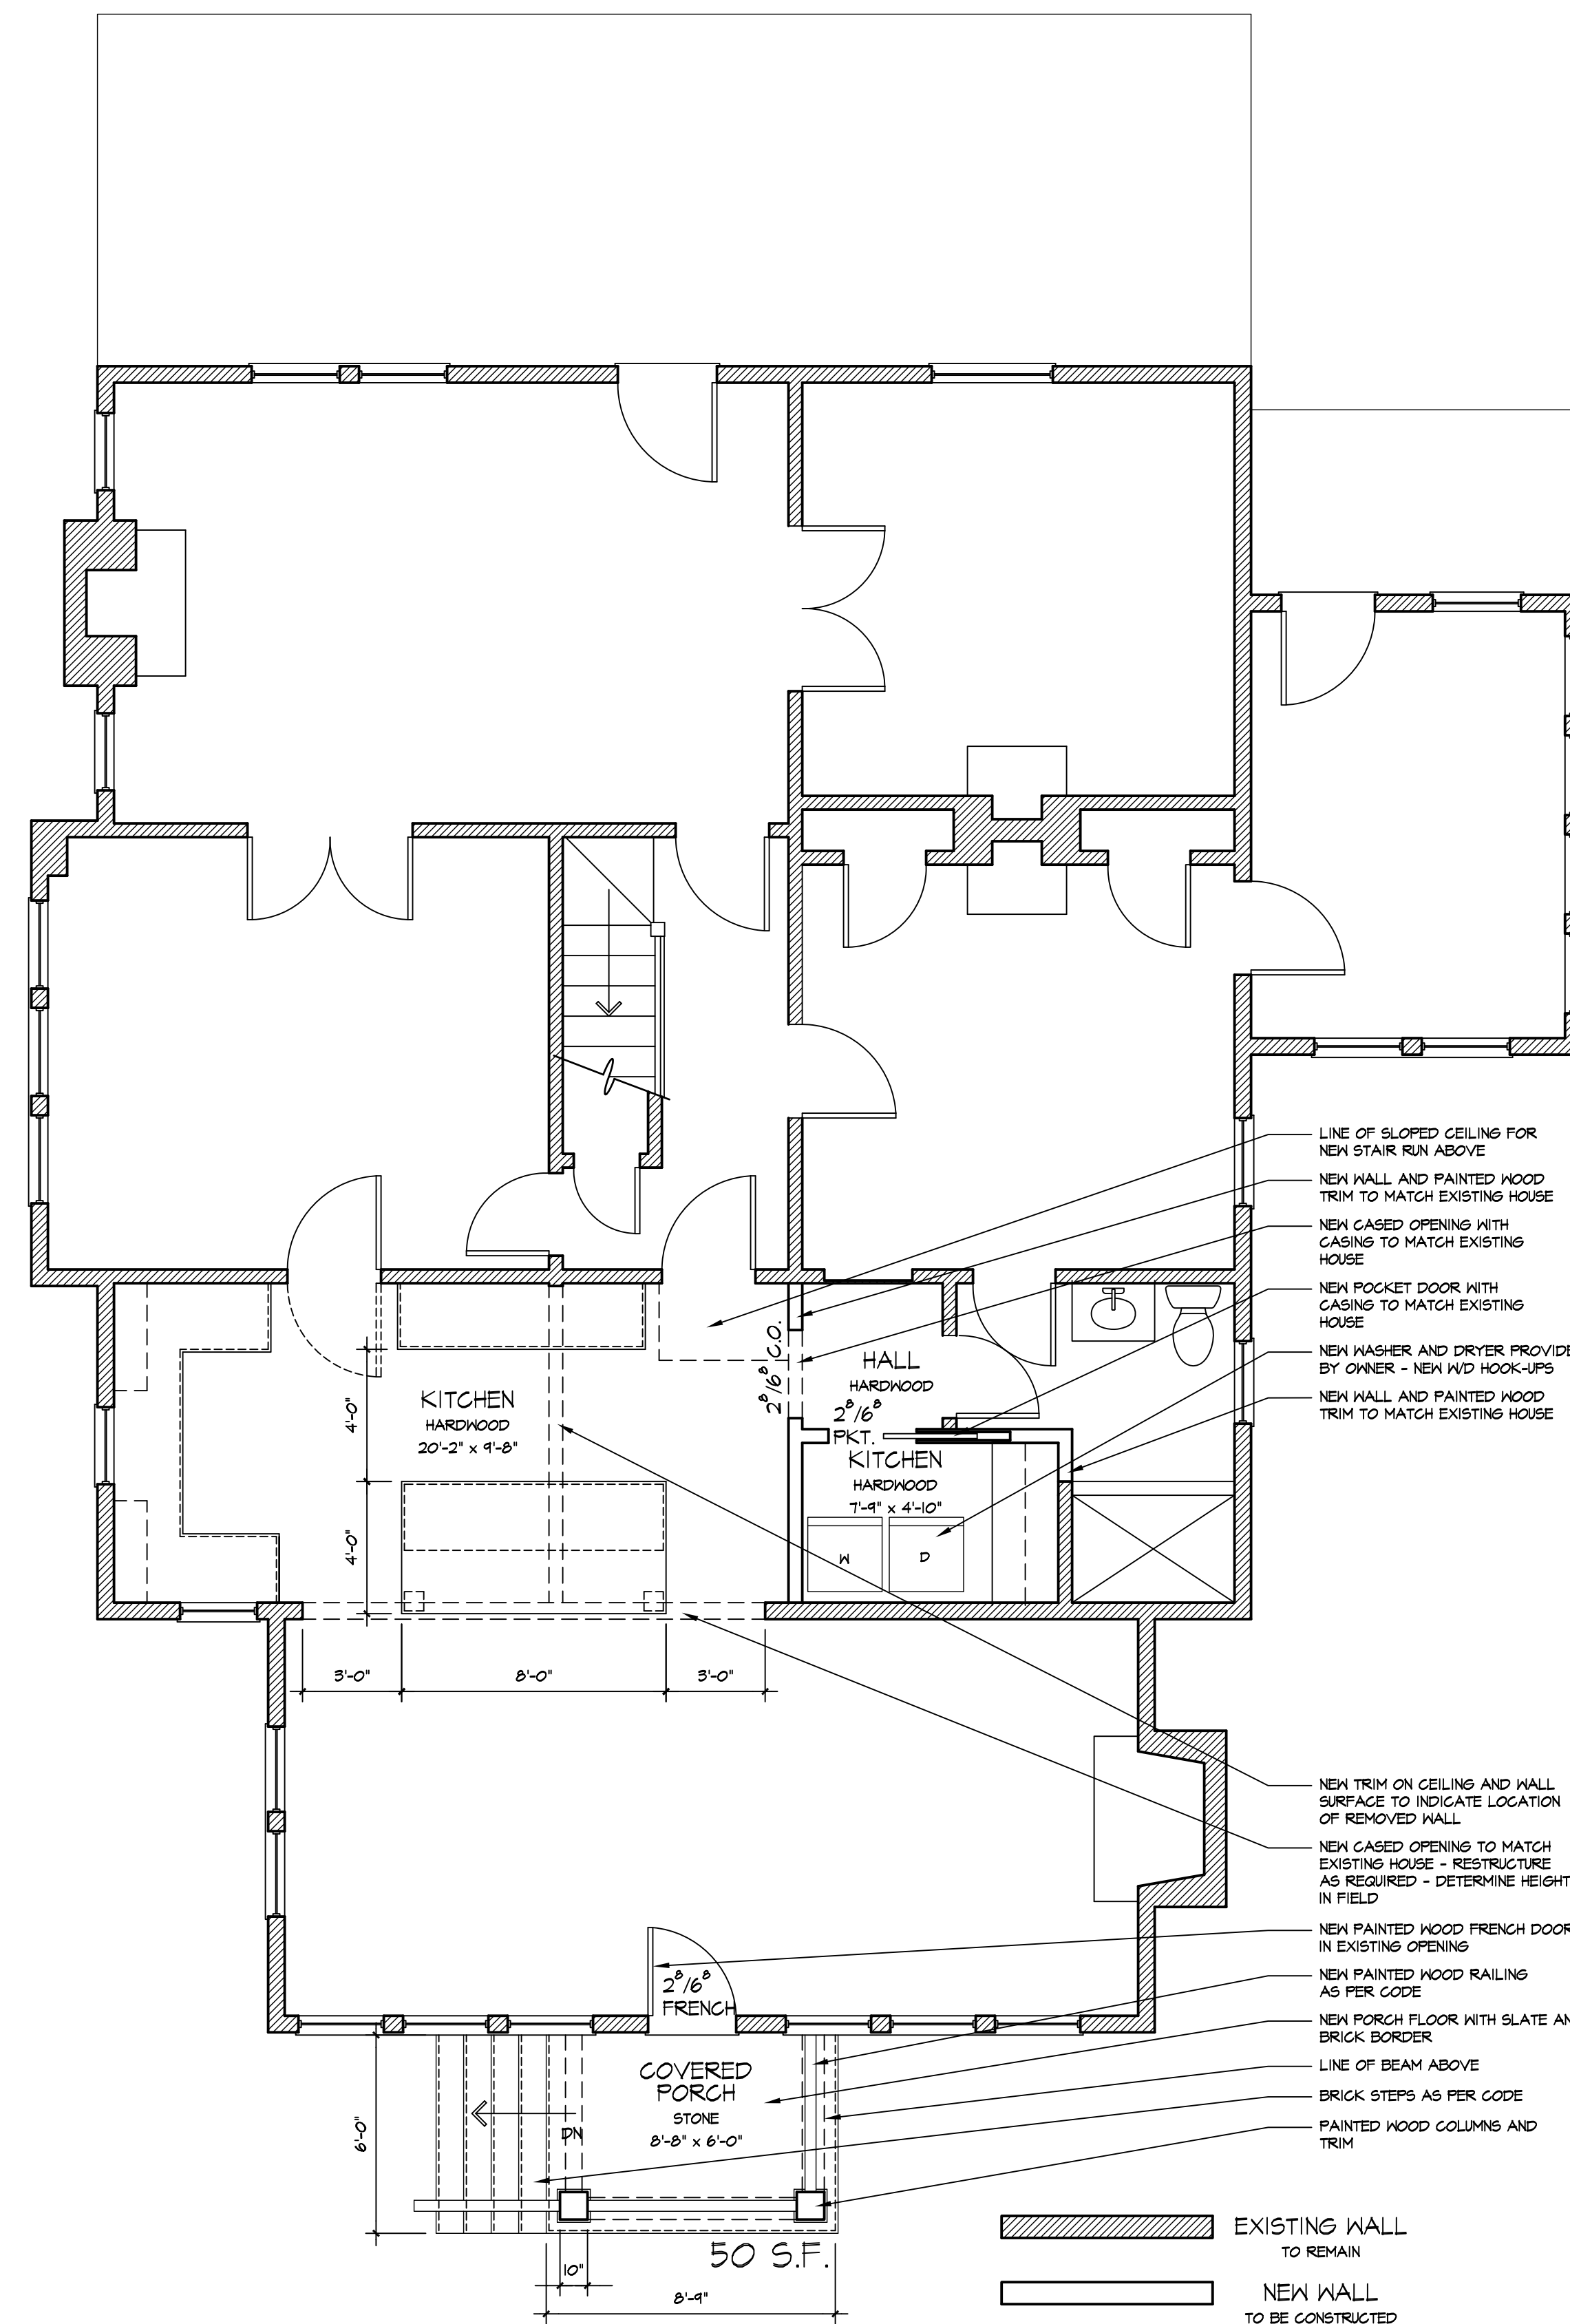 LINE OF SLOPED CEILING FOR
NEW STAIR RUN ABOVE
NEW WALL AND PAINTED WOOD
TRIM TO MATCH EXISTING HOUSE
NEW CASED OPENING WITH
CASING TO MATCH EXISTING
HOUSE
NEW POCKET DOOR WITH
CASING TO MATCH EXISTING
HOUSE
NEW WASHER AND DRYER PROVIDE
BY OWNER - NEW W/D HOOK-UPS
NEW WALL AND PAINTED WOOD
TRIM TO MATCH EXISTING HOUSE
2⁸/6⁸ C.O.
HALL
HARDWOOD
2⁸/6⁸
PKT.
KITCHEN
HARDWOOD
20'-2" x 9'-8"
4'-0"
4'-0"
KITCHEN
HARDWOOD
7'-9" x 4'-10"
W
D
3'-0"
8'-0"
3'-0"
NEW TRIM ON CEILING AND WALL
SURFACE TO INDICATE LOCATION
OF REMOVED WALL
NEW CASED OPENING TO MATCH
EXISTING HOUSE - RESTRUCTURE
AS REQUIRED - DETERMINE HEIGHT
IN FIELD
NEW PAINTED WOOD FRENCH DOOR
IN EXISTING OPENING
NEW PAINTED WOOD RAILING
AS PER CODE
NEW PORCH FLOOR WITH SLATE AN
BRICK BORDER
LINE OF BEAM ABOVE
BRICK STEPS AS PER CODE
PAINTED WOOD COLUMNS AND
TRIM
2⁸/6⁸
FRENCH
COVERED
PORCH
STONE
8'-8" x 6'-0"
DN
6'-0"
50 S.F.
10"
8'-9"
EXISTING WALL
TO REMAIN
NEW WALL
TO BE CONSTRUCTED